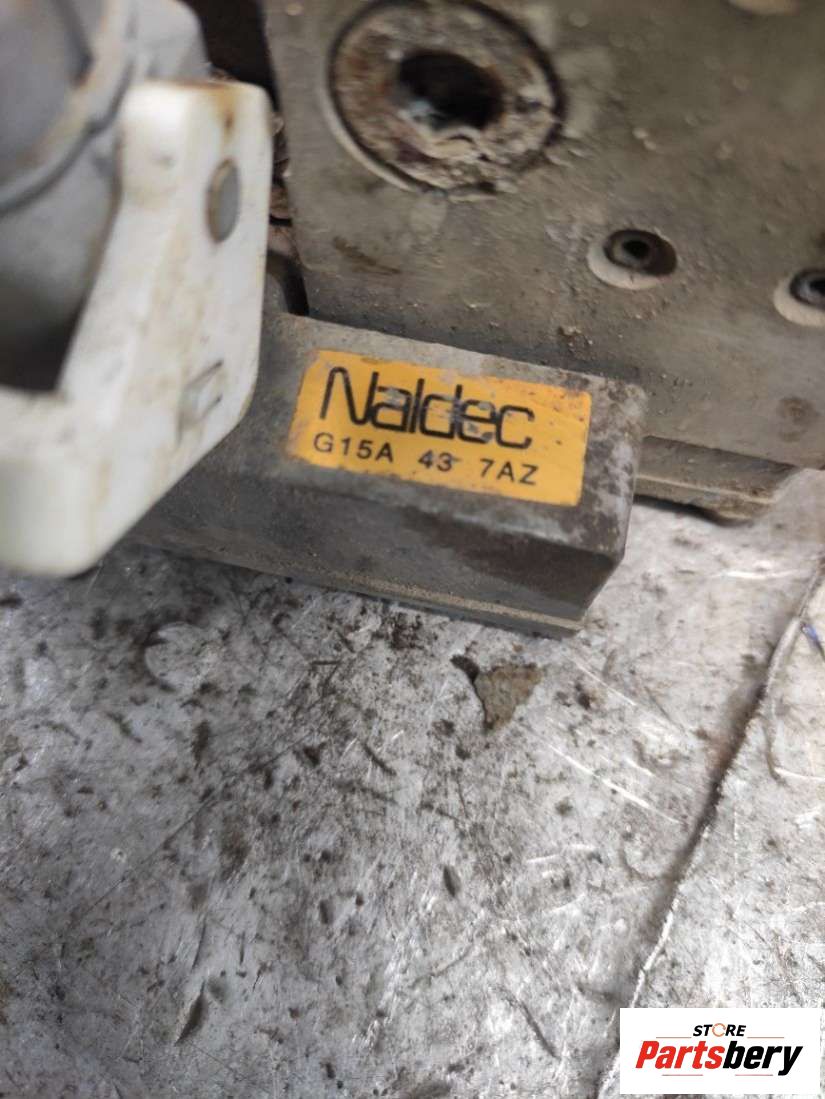 Naldec
G15A 43 7AZ
STORE
Partsbery